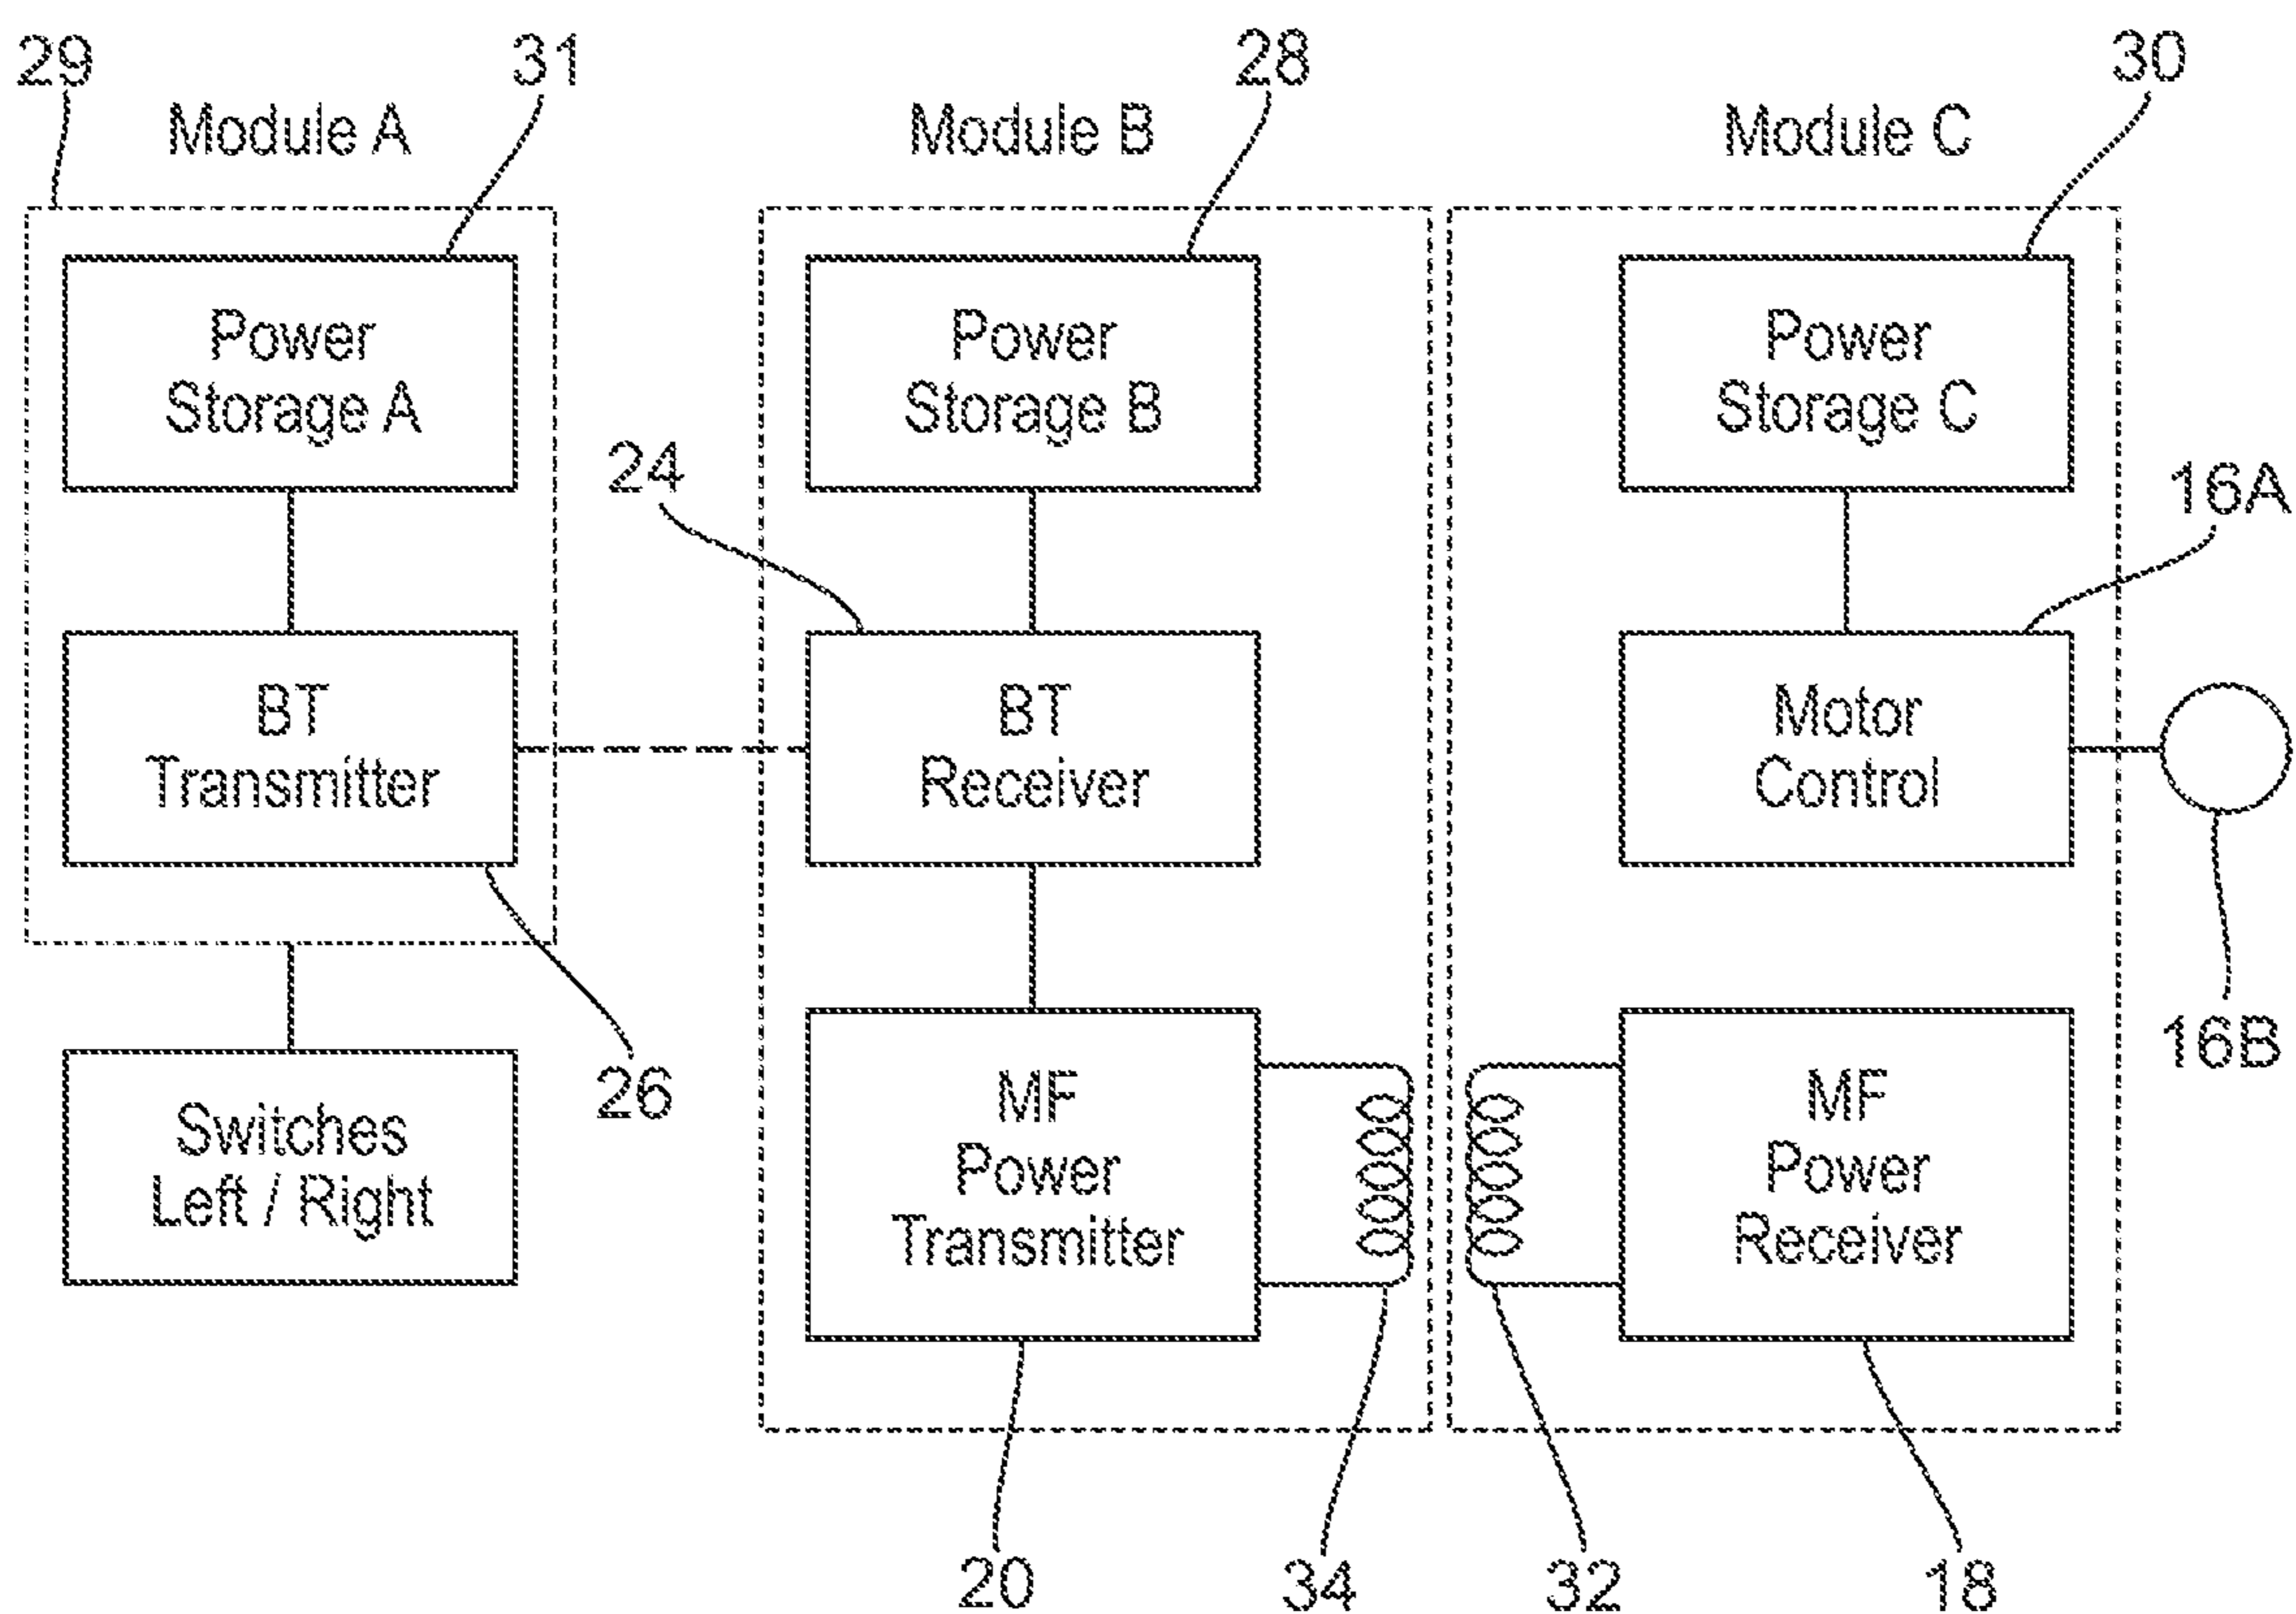 29
31
28
30
Module A
Module B
Module C
Power
Storage A
Power
Storage B
Power
Storage C
24
16A
BT
Transmitter
BT
Receiver
Motor
Control
16B
26
Switches
Left / Right
MF
Power
Transmitter
MF
Power
Receiver
20
34
32
18